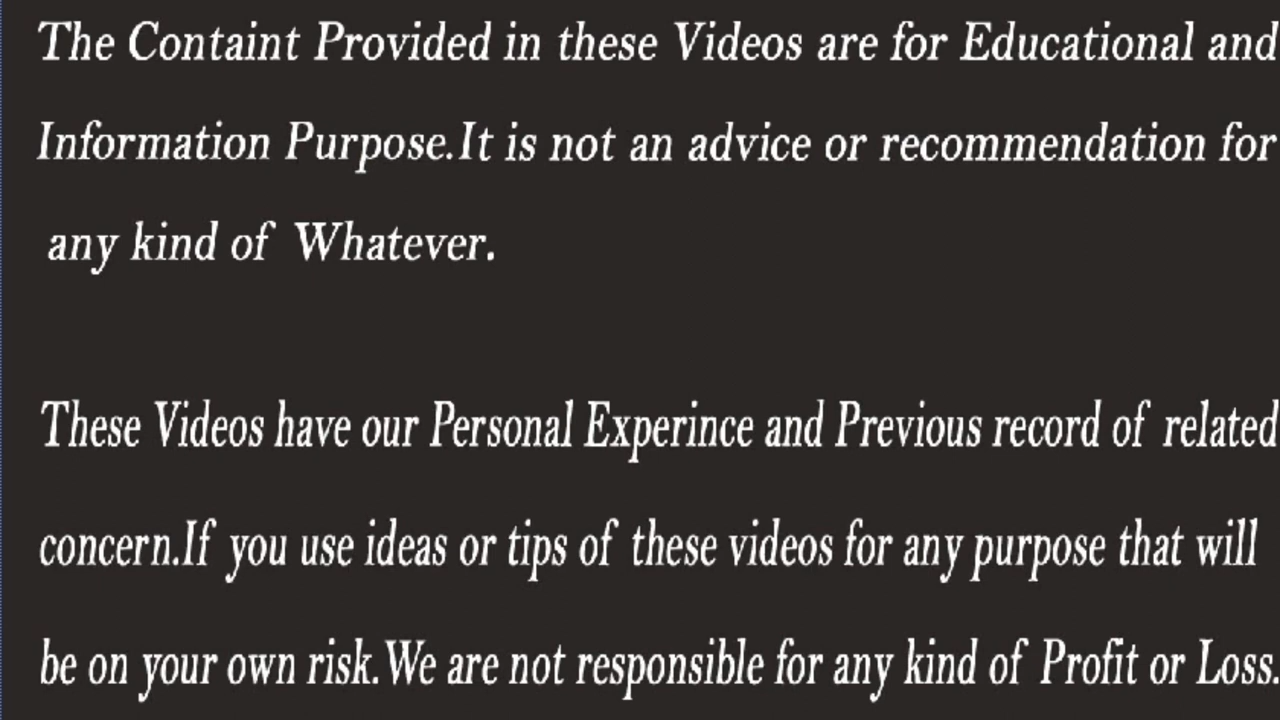 The Containt Provided in these Videos are for Educational and
Information Purpose.It is not an advice or recommendation for
any kind of Whatever.
These Videos have our Personal Experince and Previous record of related
concern.If you use ideas or tips of these videos for any purpose that will
be on your own risk.We are not responsible for any kind of Profit or Loss.